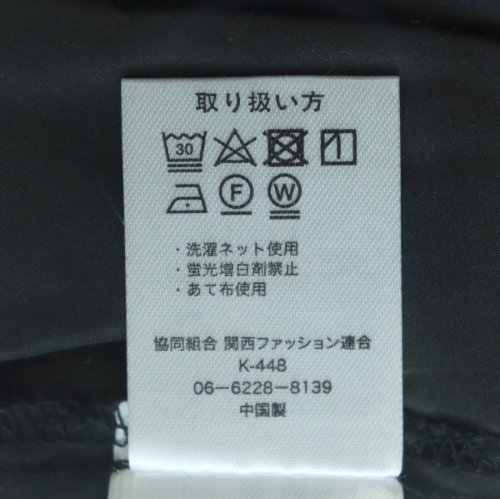 取り扱い方
30
F W
・洗濯ネット使用
・蛍光増白剤禁止
・あて布使用
協同組合 関西ファッション連合
K-448
06-6228-8139
中国製